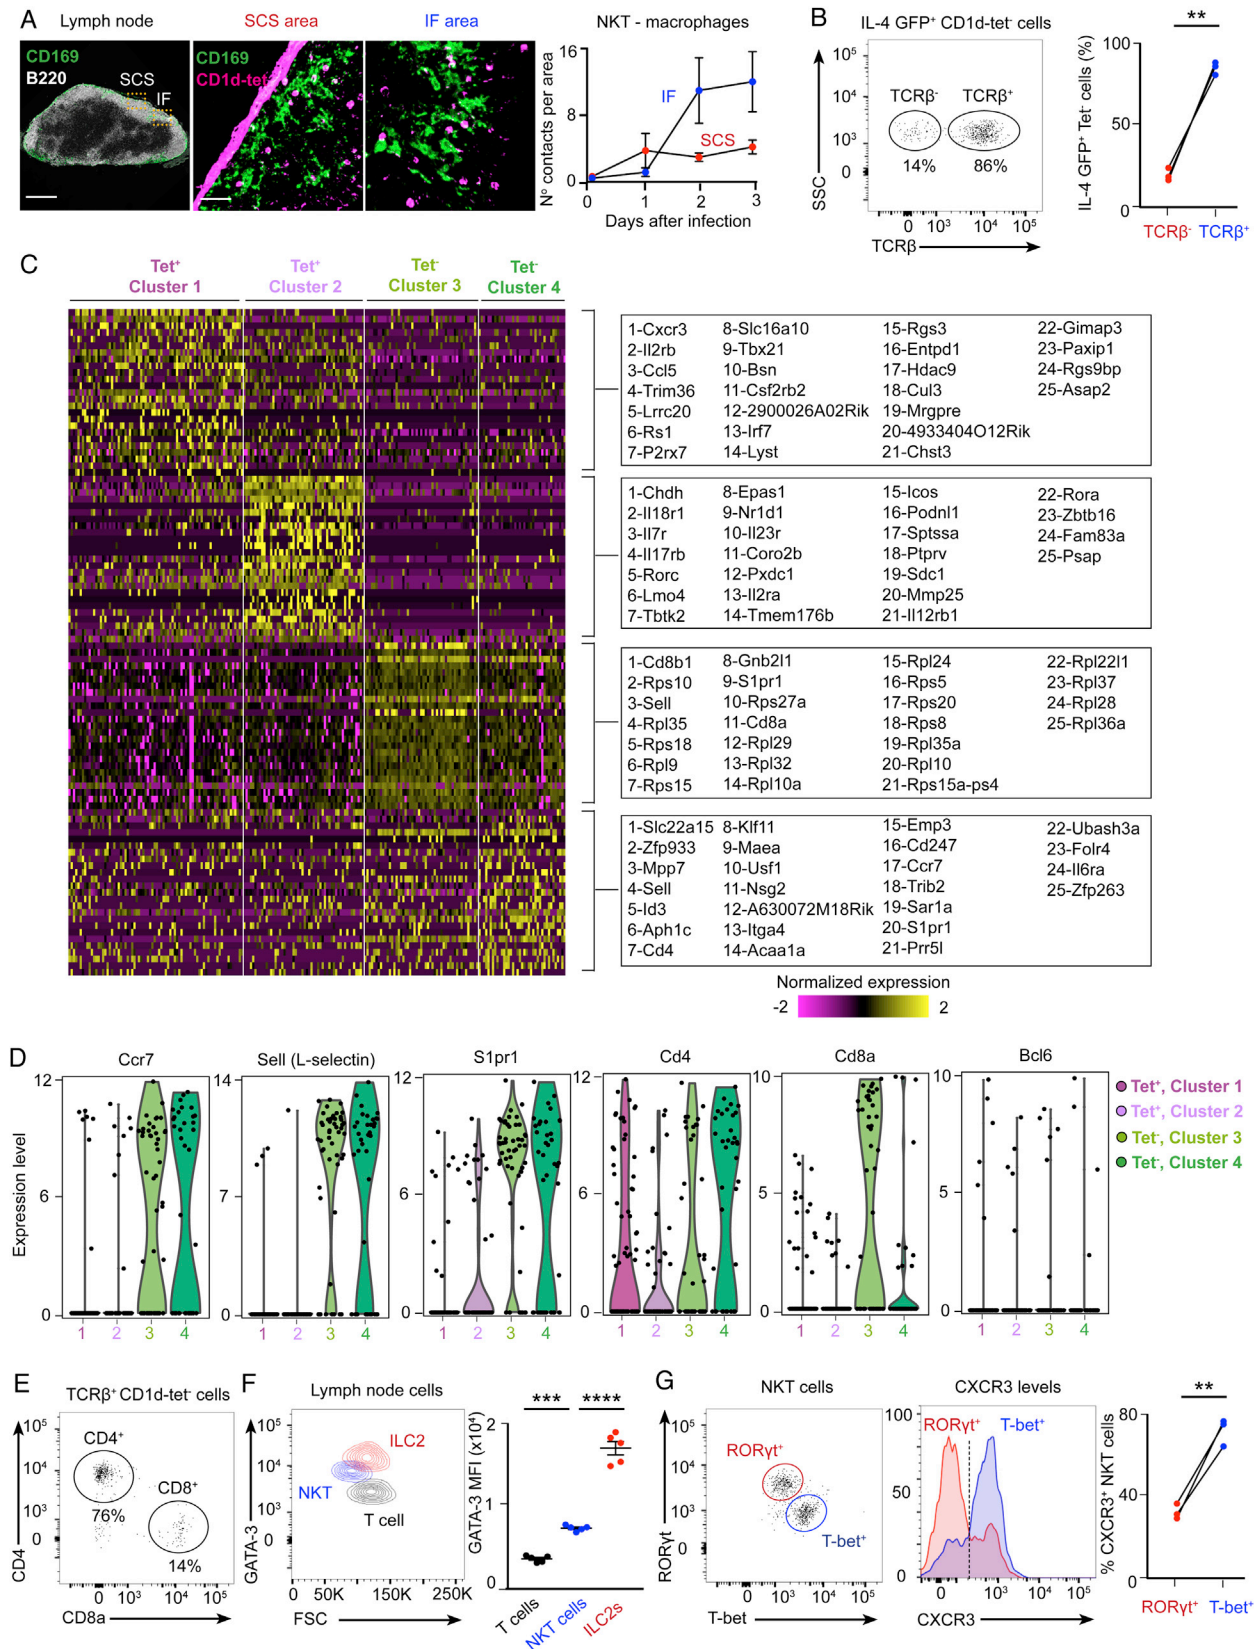 A
Lymph node
SCS area
IF area
NKT - macrophages
CD169
B220
SCS
IF
CD169
CD1d-tet
N° contacts per area
16
8
0
IF
SCS
0 1 2 3
Days after infection
B
IL-4 GFP⁺ CD1d-tet⁻ cells
SSC
10⁵
10⁴
10³
0
TCRβ⁻ TCRβ⁺
14% 86%
0 10³ 10⁴ 10⁵
TCRβ
**
IL-4 GFP⁺ Tet⁻ cells (%)
100
50
0
TCRβ⁻ TCRβ⁺
C
Tet⁺ Cluster 1
Tet⁺ Cluster 2
Tet⁻ Cluster 3
Tet⁻ Cluster 4
1-Cxcr3 8-Slc16a10 15-Rgs3 22-Gimap3
2-Il2rb 9-Tbx21 16-Entpd1 23-Paxip1
3-Ccl5 10-Bsn 17-Hdac9 24-Rgs9bp
4-Trim36 11-Csf2rb2 18-Cul3 25-Asap2
5-Lrrc20 12-2900026A02Rik 19-Mrgpre
6-Rs1 13-Irf7 20-4933404O12Rik
7-P2rx7 14-Lyst 21-Chst3
1-Chdh 8-Epas1 15-Icos 22-Rora
2-Il18r1 9-Nr1d1 16-Podnl1 23-Zbtb16
3-Il7r 10-Il23r 17-Sptssa 24-Fam83a
4-Il17rb 11-Coro2b 18-Ptprv 25-Psap
5-Rorc 12-Pxdc1 19-Sdc1
6-Lmo4 13-Il2ra 20-Mmp25
7-Tbtk2 14-Tmem176b 21-Il12rb1
1-Cd8b1 8-Gnb2l1 15-Rpl24 22-Rpl22l1
2-Rps10 9-S1pr1 16-Rps5 23-Rpl37
3-Sell 10-Rps27a 17-Rps20 24-Rpl28
4-Rpl35 11-Cd8a 18-Rps8 25-Rpl36a
5-Rps18 12-Rpl29 19-Rpl35a
6-Rpl9 13-Rpl32 20-Rpl10
7-Rps15 14-Rpl10a 21-Rps15a-ps4
1-Slc22a15 8-Klf11 15-Emp3 22-Ubash3a
2-Zfp933 9-Maea 16-Cd247 23-Folr4
3-Mpp7 10-Usf1 17-Ccr7 24-Il6ra
4-Sell 11-Nsg2 18-Trib2 25-Zfp263
5-Id3 12-A630072M18Rik 19-Sar1a
6-Aph1c 13-Itga4 20-S1pr1
7-Cd4 14-Acaa1a 21-Prr5l
Normalized expression
-2 2
D
Ccr7 Sell (L-selectin) S1pr1 Cd4 Cd8a Bcl6
Expression level
12 14 12 12 10 10
6 7 6 6 5 5
0 0 0 0 0 0
1 2 3 4 1 2 3 4 1 2 3 4 1 2 3 4 1 2 3 4 1 2 3 4
Tet⁺, Cluster 1
Tet⁺, Cluster 2
Tet⁻, Cluster 3
Tet⁻, Cluster 4
E
TCRβ⁺ CD1d-tet⁻ cells
CD4
10⁵
10⁴
10³
0
CD4⁺
76%
CD8⁺
14%
0 10³ 10⁴ 10⁵
CD8a
F
Lymph node cells
GATA-3
10⁵
10⁴
10³
0
ILC2
NKT
T cell
0 50K 150K 250K
FSC
*** ****
GATA-3 MFI (x10⁴)
2
1
0
T cells
NKT cells
ILC2s
G
NKT cells
RORγt
10⁵
10⁴
10³
0
RORγt⁺
T-bet⁺
0 10³ 10⁴ 10⁵
T-bet
CXCR3 levels
100
50
0
RORγt⁺ T-bet⁺
0 10³ 10⁴ 10⁵
CXCR3
**
% CXCR3⁺ NKT cells
80
40
0
RORγt⁺ T-bet⁺